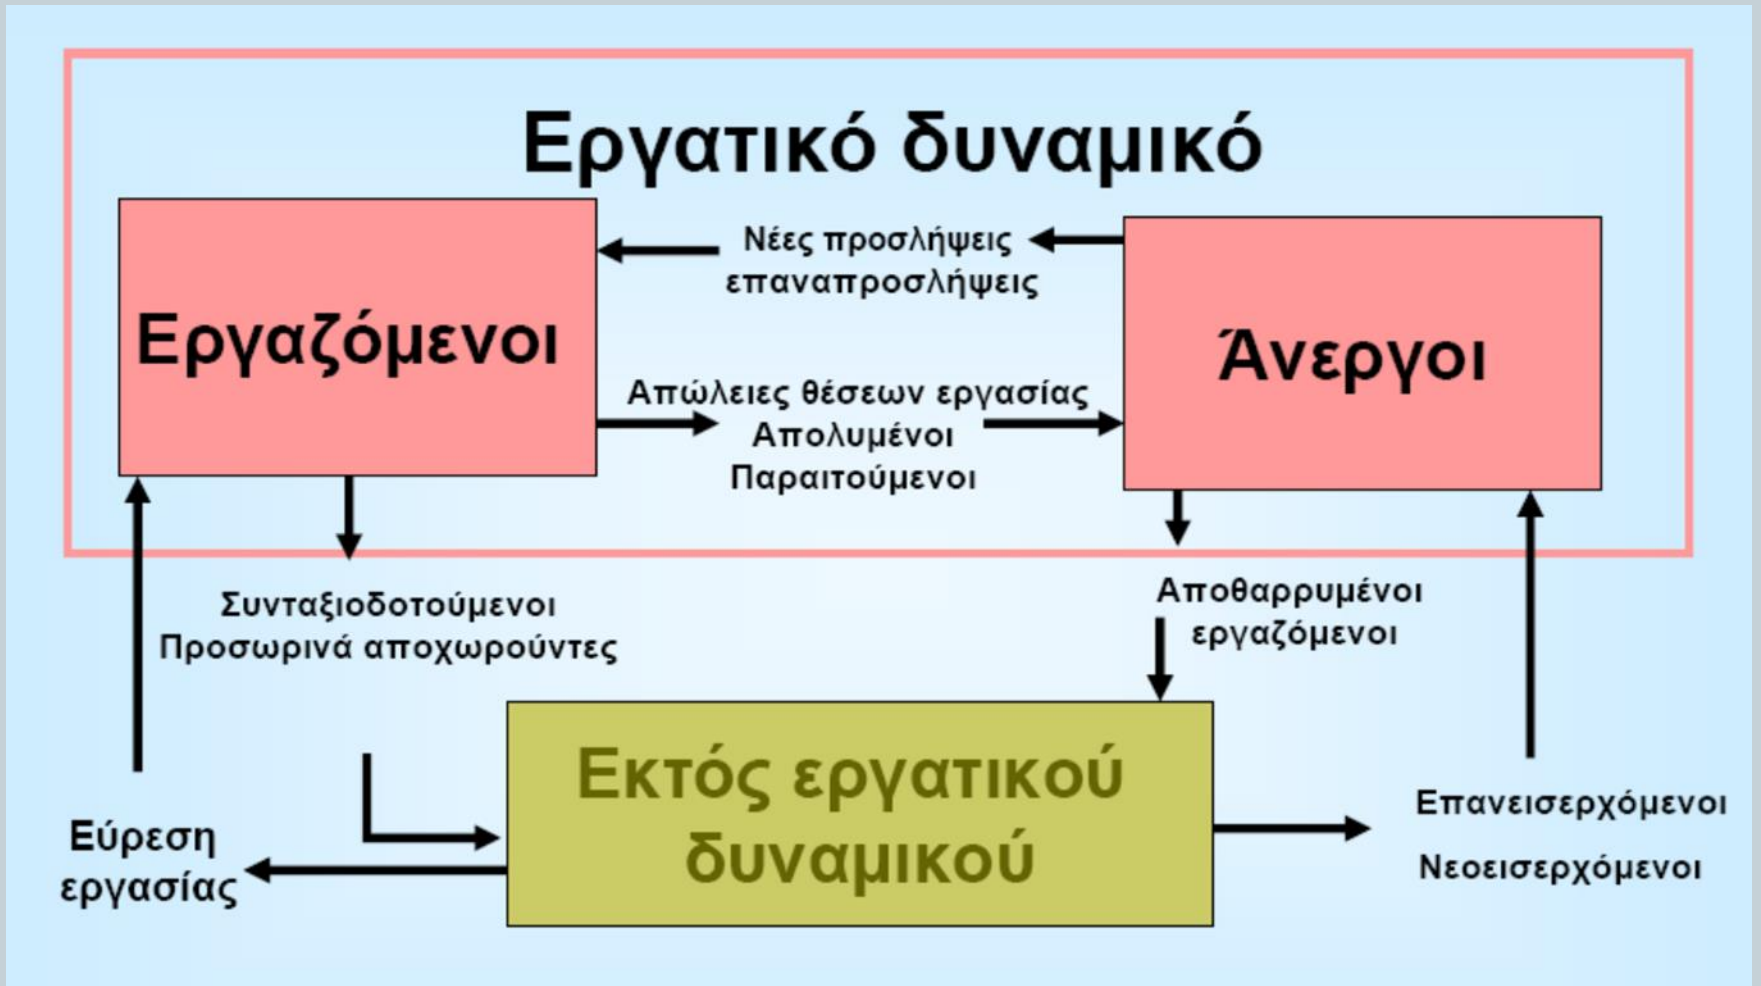 Εργατικό δυναμικό
Νέες προσλήψεις
επαναπροσλήψεις
Εργαζόμενοι
Άνεργοι
Απώλειες θέσεων εργασίας
Απολυμένοι
Παραιτούμενοι
Συνταξιοδοτούμενοι
Προσωρινά αποχωρούντες
Αποθαρρυμένοι
εργαζόμενοι
Εκτός εργατικού
δυναμικού
Εύρεση
εργασίας
Επανεισερχόμενοι
Νεοεισερχόμενοι